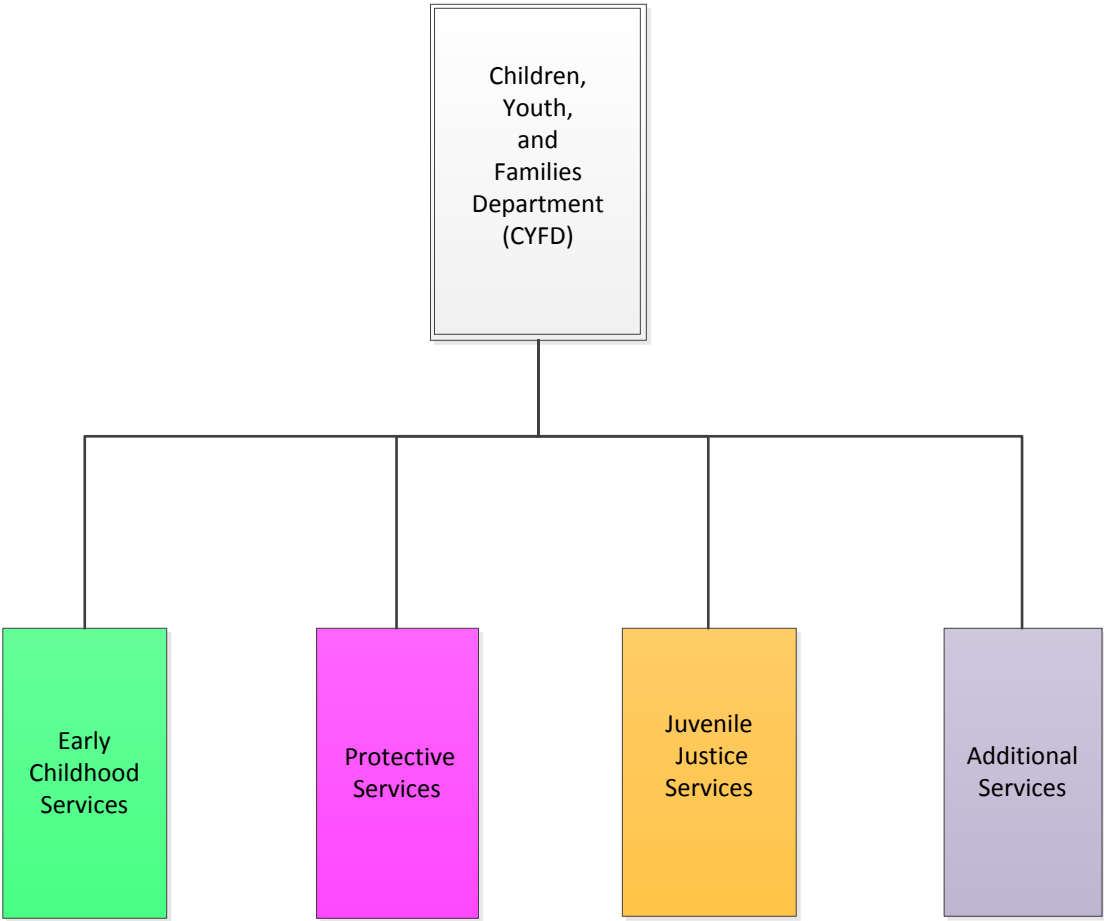 Children,
Youth,
and
Families
Department
(CYFD)
Early
Childhood
Services
Protective
Services
Juvenile
Justice
Services
Additional
Services